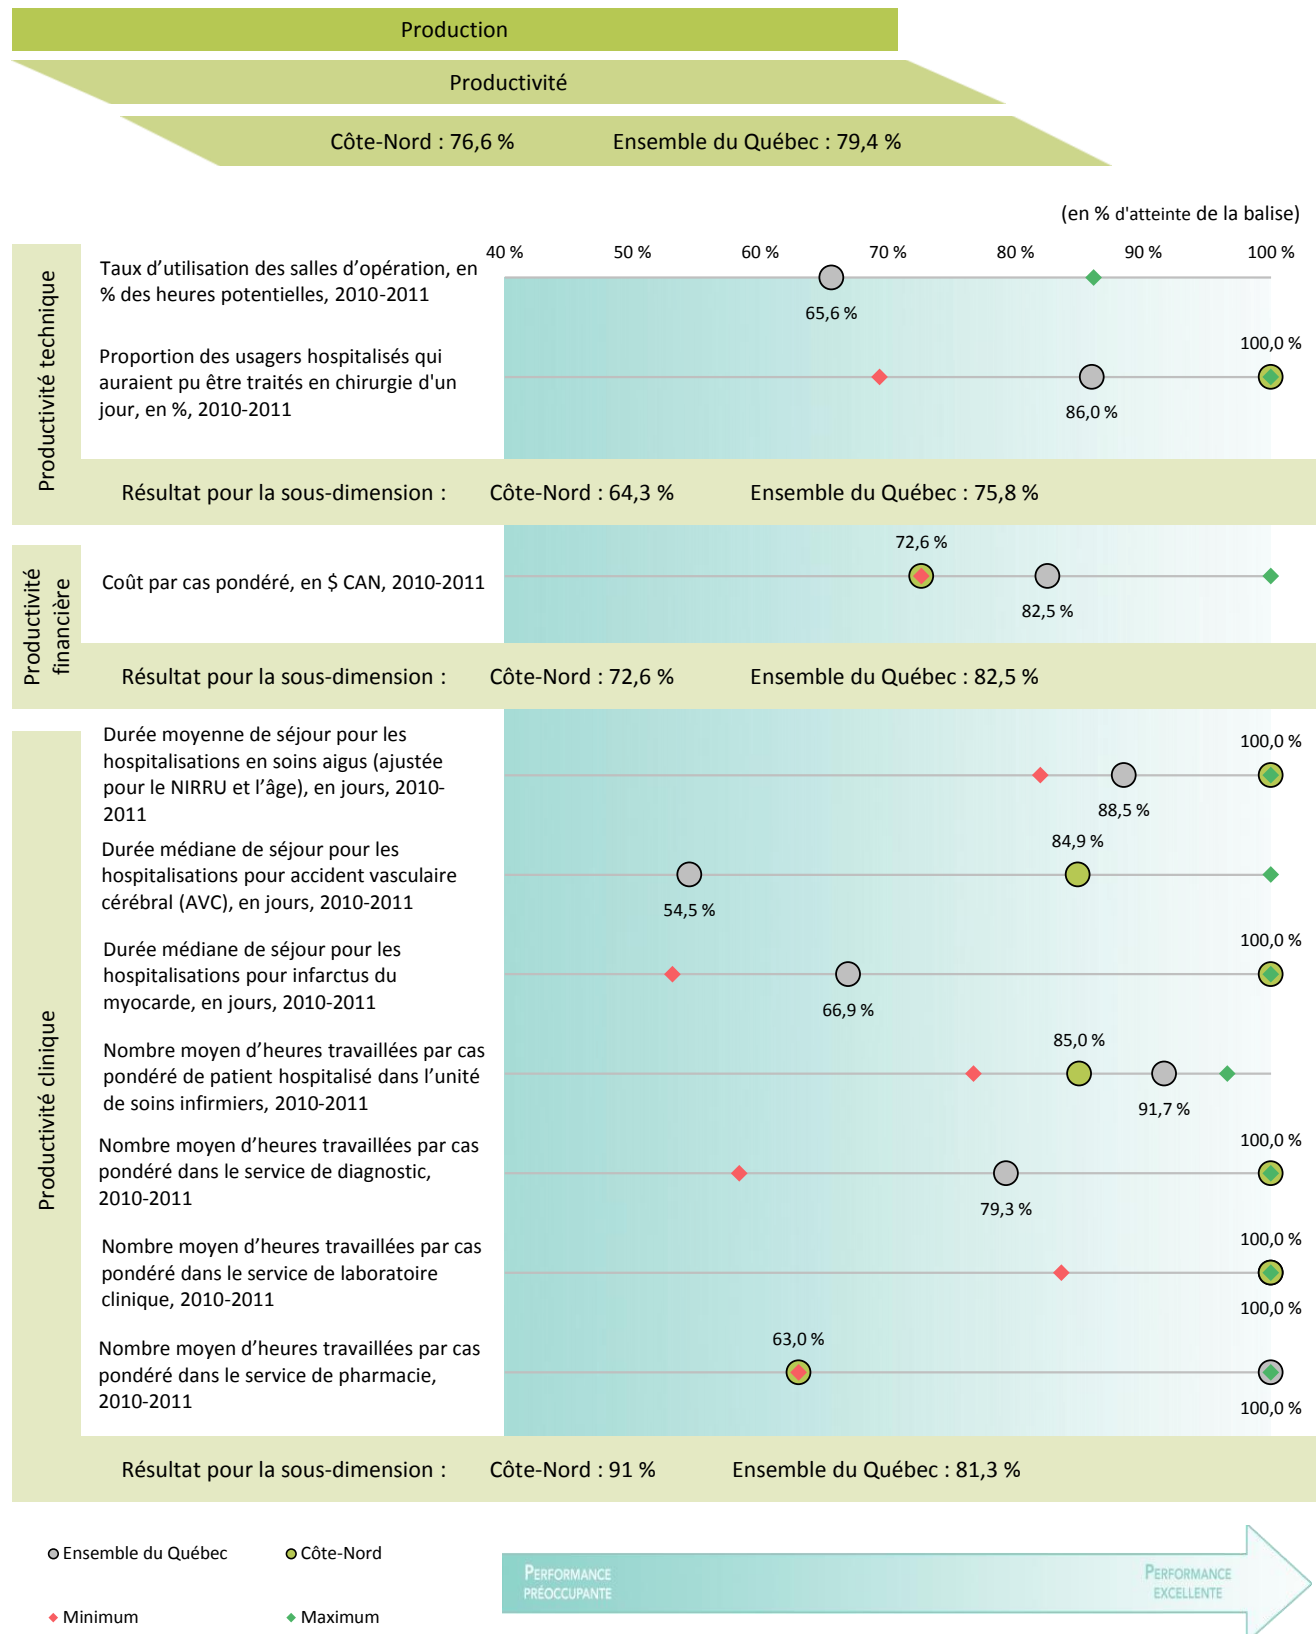 Production
Productivité
Côte-Nord : 76,6 % Ensemble du Québec : 79,4 %
(en % d'atteinte de la balise)
40 % 50 % 60 % 70 % 80 % 90 % 100 %
Productivité technique
Taux d’utilisation des salles d’opération, en
% des heures potentielles, 2010-2011
65,6 %
Proportion des usagers hospitalisés qui
auraient pu être traités en chirurgie d'un
jour, en %, 2010-2011
100,0 %
86,0 %
Résultat pour la sous-dimension : Côte-Nord : 64,3 % Ensemble du Québec : 75,8 %
Productivité
financière
Coût par cas pondéré, en $ CAN, 2010-2011
72,6 %
82,5 %
Résultat pour la sous-dimension : Côte-Nord : 72,6 % Ensemble du Québec : 82,5 %
Productivité clinique
Durée moyenne de séjour pour les
hospitalisations en soins aigus (ajustée
pour le NIRRU et l’âge), en jours, 2010-
2011
100,0 %
88,5 %
Durée médiane de séjour pour les
hospitalisations pour accident vasculaire
cérébral (AVC), en jours, 2010-2011
84,9 %
54,5 %
Durée médiane de séjour pour les
hospitalisations pour infarctus du
myocarde, en jours, 2010-2011
100,0 %
66,9 %
Nombre moyen d’heures travaillées par cas
pondéré de patient hospitalisé dans l’unité
de soins infirmiers, 2010-2011
85,0 %
91,7 %
Nombre moyen d’heures travaillées par cas
pondéré dans le service de diagnostic,
2010-2011
100,0 %
79,3 %
Nombre moyen d’heures travaillées par cas
pondéré dans le service de laboratoire
clinique, 2010-2011
100,0 %
100,0 %
Nombre moyen d’heures travaillées par cas
pondéré dans le service de pharmacie,
2010-2011
63,0 %
100,0 %
Résultat pour la sous-dimension : Côte-Nord : 91 % Ensemble du Québec : 81,3 %
Ensemble du Québec Côte-Nord
Minimum Maximum
PERFORMANCE
PRÉOCCUPANTE
PERFORMANCE
EXCELLENTE